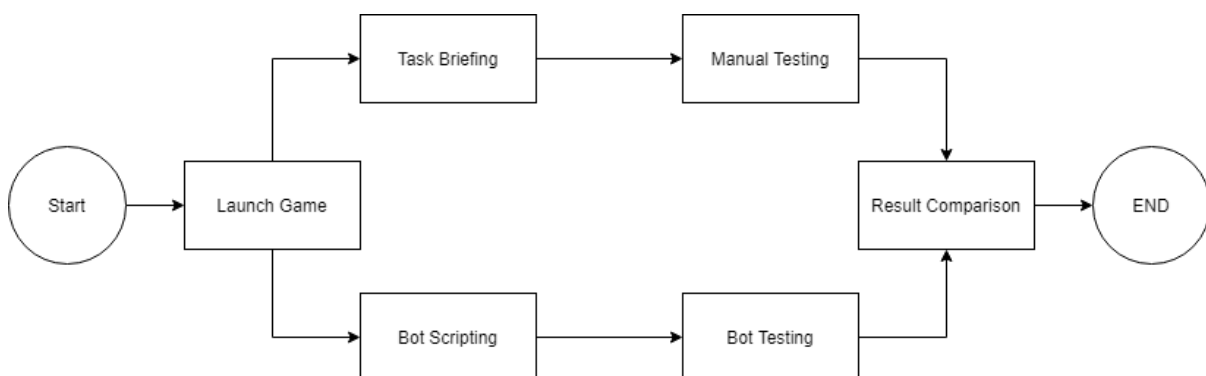 Task Briefing
Manual Testing
Start
Launch Game
Result Comparison
END
Bot Scripting
Bot Testing